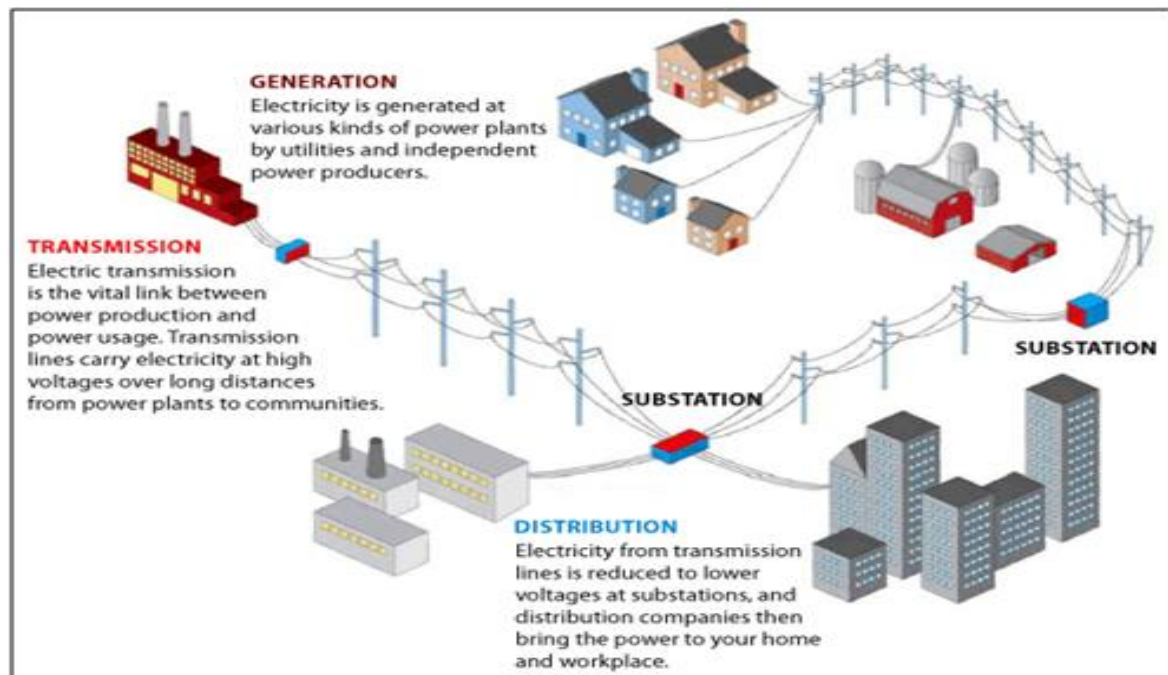 GENERATION
Electricity is generated at
various kinds of power plants
by utilities and independent
power producers.
TRANSMISSION
Electric transmission
is the vital link between
power production and
power usage. Transmission
lines carry electricity at high
voltages over long distances
from power plants to communities.
SUBSTATION
SUBSTATION
DISTRIBUTION
Electricity from transmission
lines is reduced to lower
voltages at substations, and
distribution companies then
bring the power to your home
and workplace.